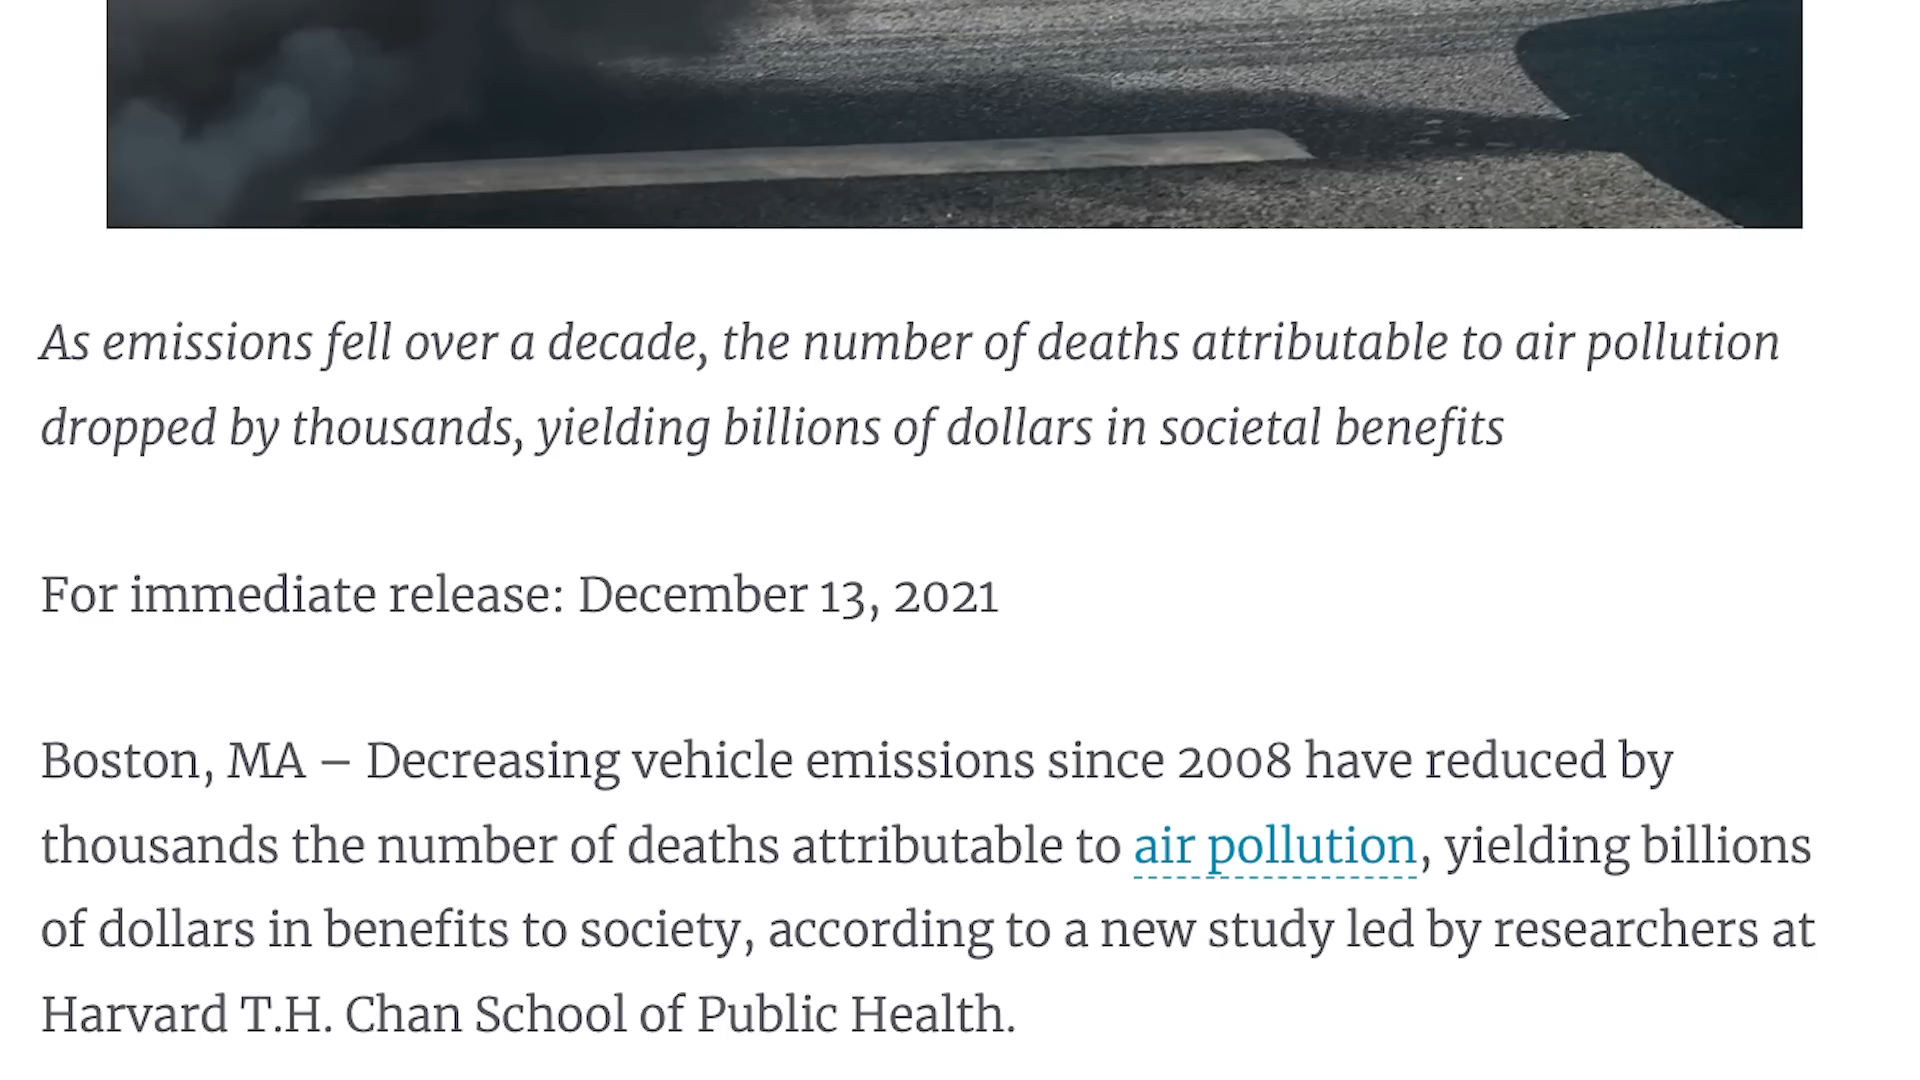 As emissions fell over a decade, the number of deaths attributable to air pollution
dropped by thousands, yielding billions of dollars in societal benefits
For immediate release: December 13, 2021
Boston, MA – Decreasing vehicle emissions since 2008 have reduced by
thousands the number of deaths attributable to air pollution, yielding billions
of dollars in benefits to society, according to a new study led by researchers at
Harvard T.H. Chan School of Public Health.